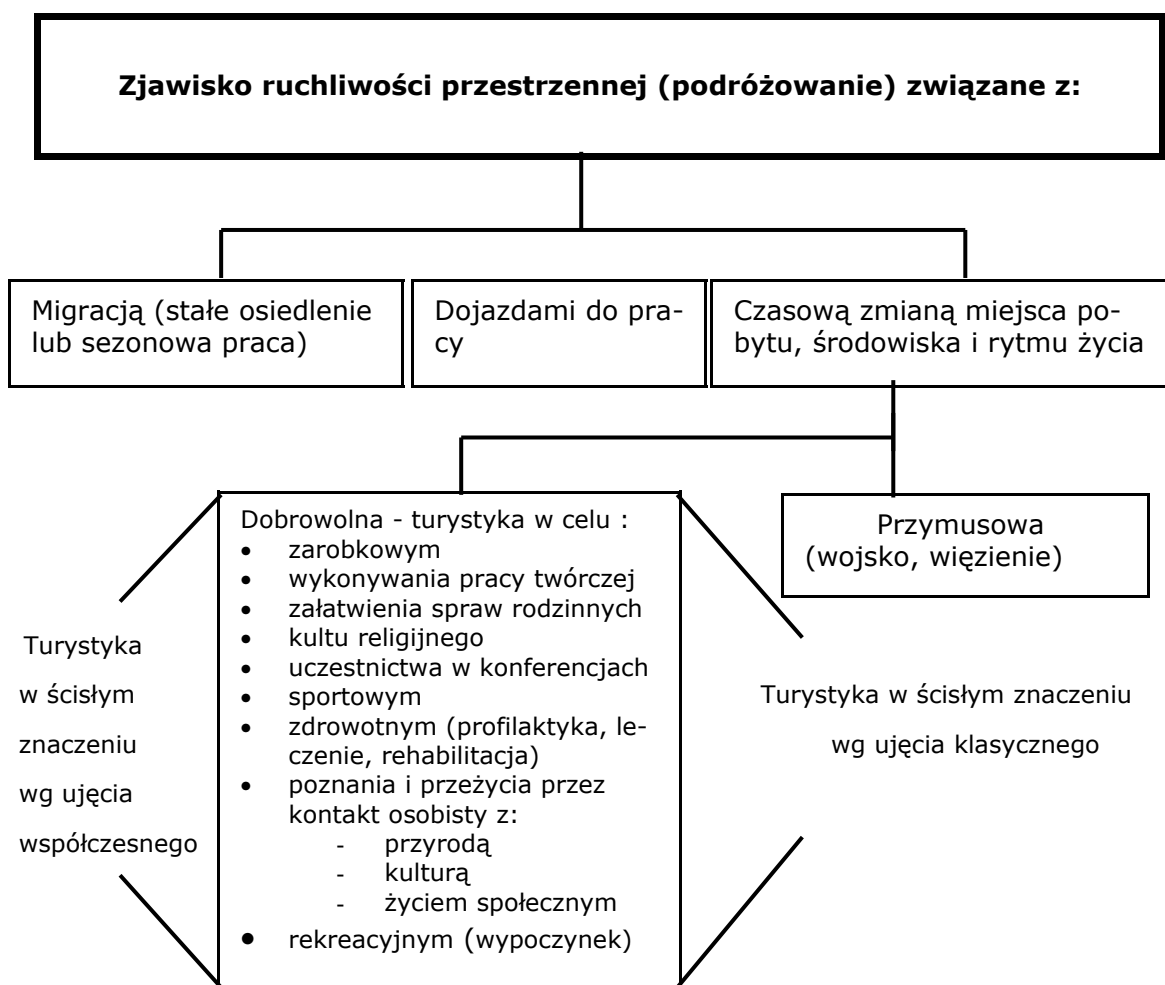 Zjawisko ruchliwości przestrzennej (podróżowanie) związane z:
Migracją (stałe osiedlenie
lub sezonowa praca)
Dojazdami do pra-
cy
Czasową zmianą miejsca po-
bytu, środowiska i rytmu życia
Dobrowolna - turystyka w celu :
• zarobkowym
• wykonywania pracy twórczej
• załatwienia spraw rodzinnych
• kultu religijnego
• uczestnictwa w konferencjach
• sportowym
• zdrowotnym (profilaktyka, le-
czenie, rehabilitacja)
• poznania i przeżycia przez
kontakt osobisty z:
- przyrodą
- kulturą
- życiem społecznym
• rekreacyjnym (wypoczynek)
Przymusowa
(wojsko, więzienie)
Turystyka
w ścisłym
znaczeniu
wg ujęcia
współczesnego
Turystyka w ścisłym znaczeniu
wg ujęcia klasycznego